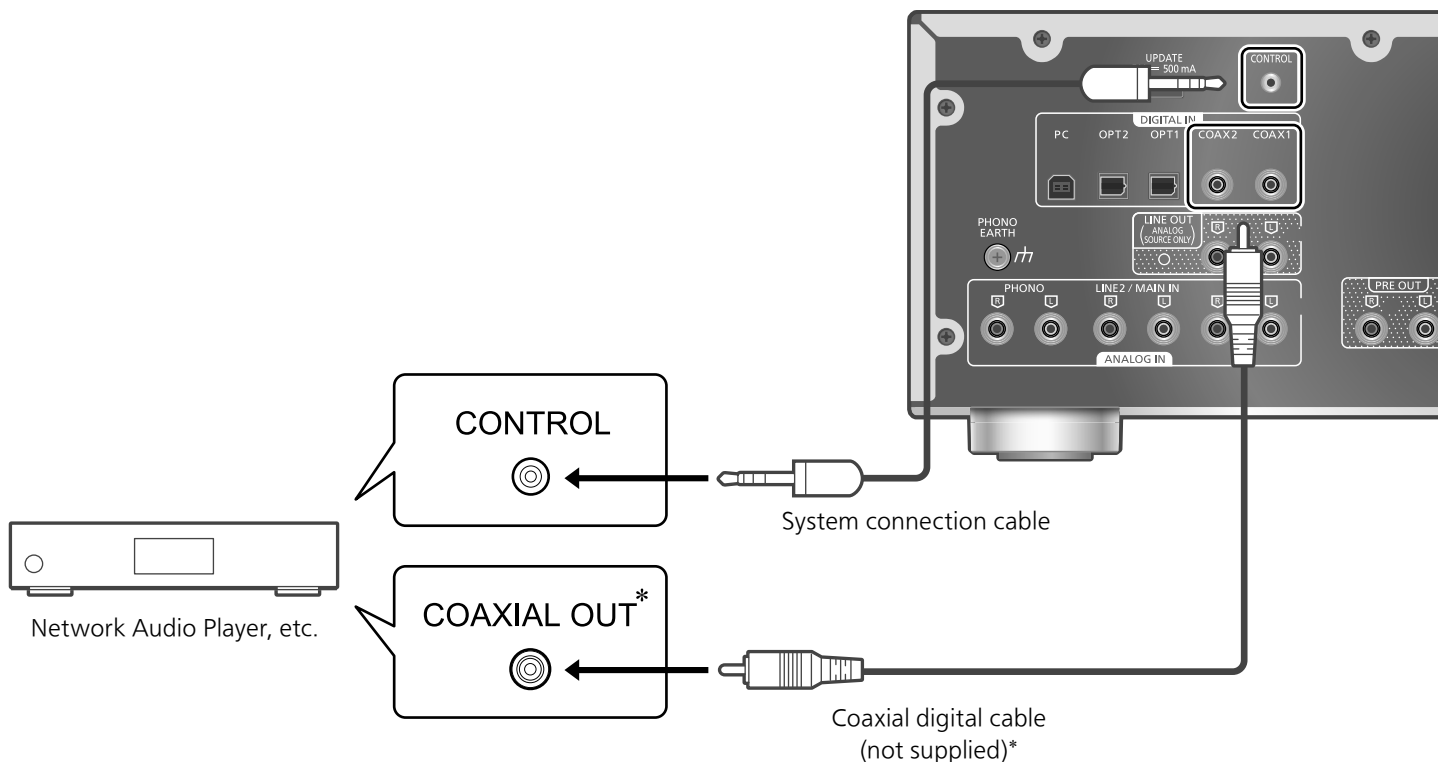 UPDATE
⎓ 500 mA
CONTROL
DIGITAL IN
PC OPT2 OPT1 COAX2 COAX1
PHONO
EARTH
LINE OUT
(ANALOG
SOURCE ONLY)
R L
PHONO LINE2 / MAIN IN
R L R L R L
ANALOG IN
PRE OUT
R L
CONTROL
System connection cable
COAXIAL OUT*
Network Audio Player, etc.
Coaxial digital cable
(not supplied)*